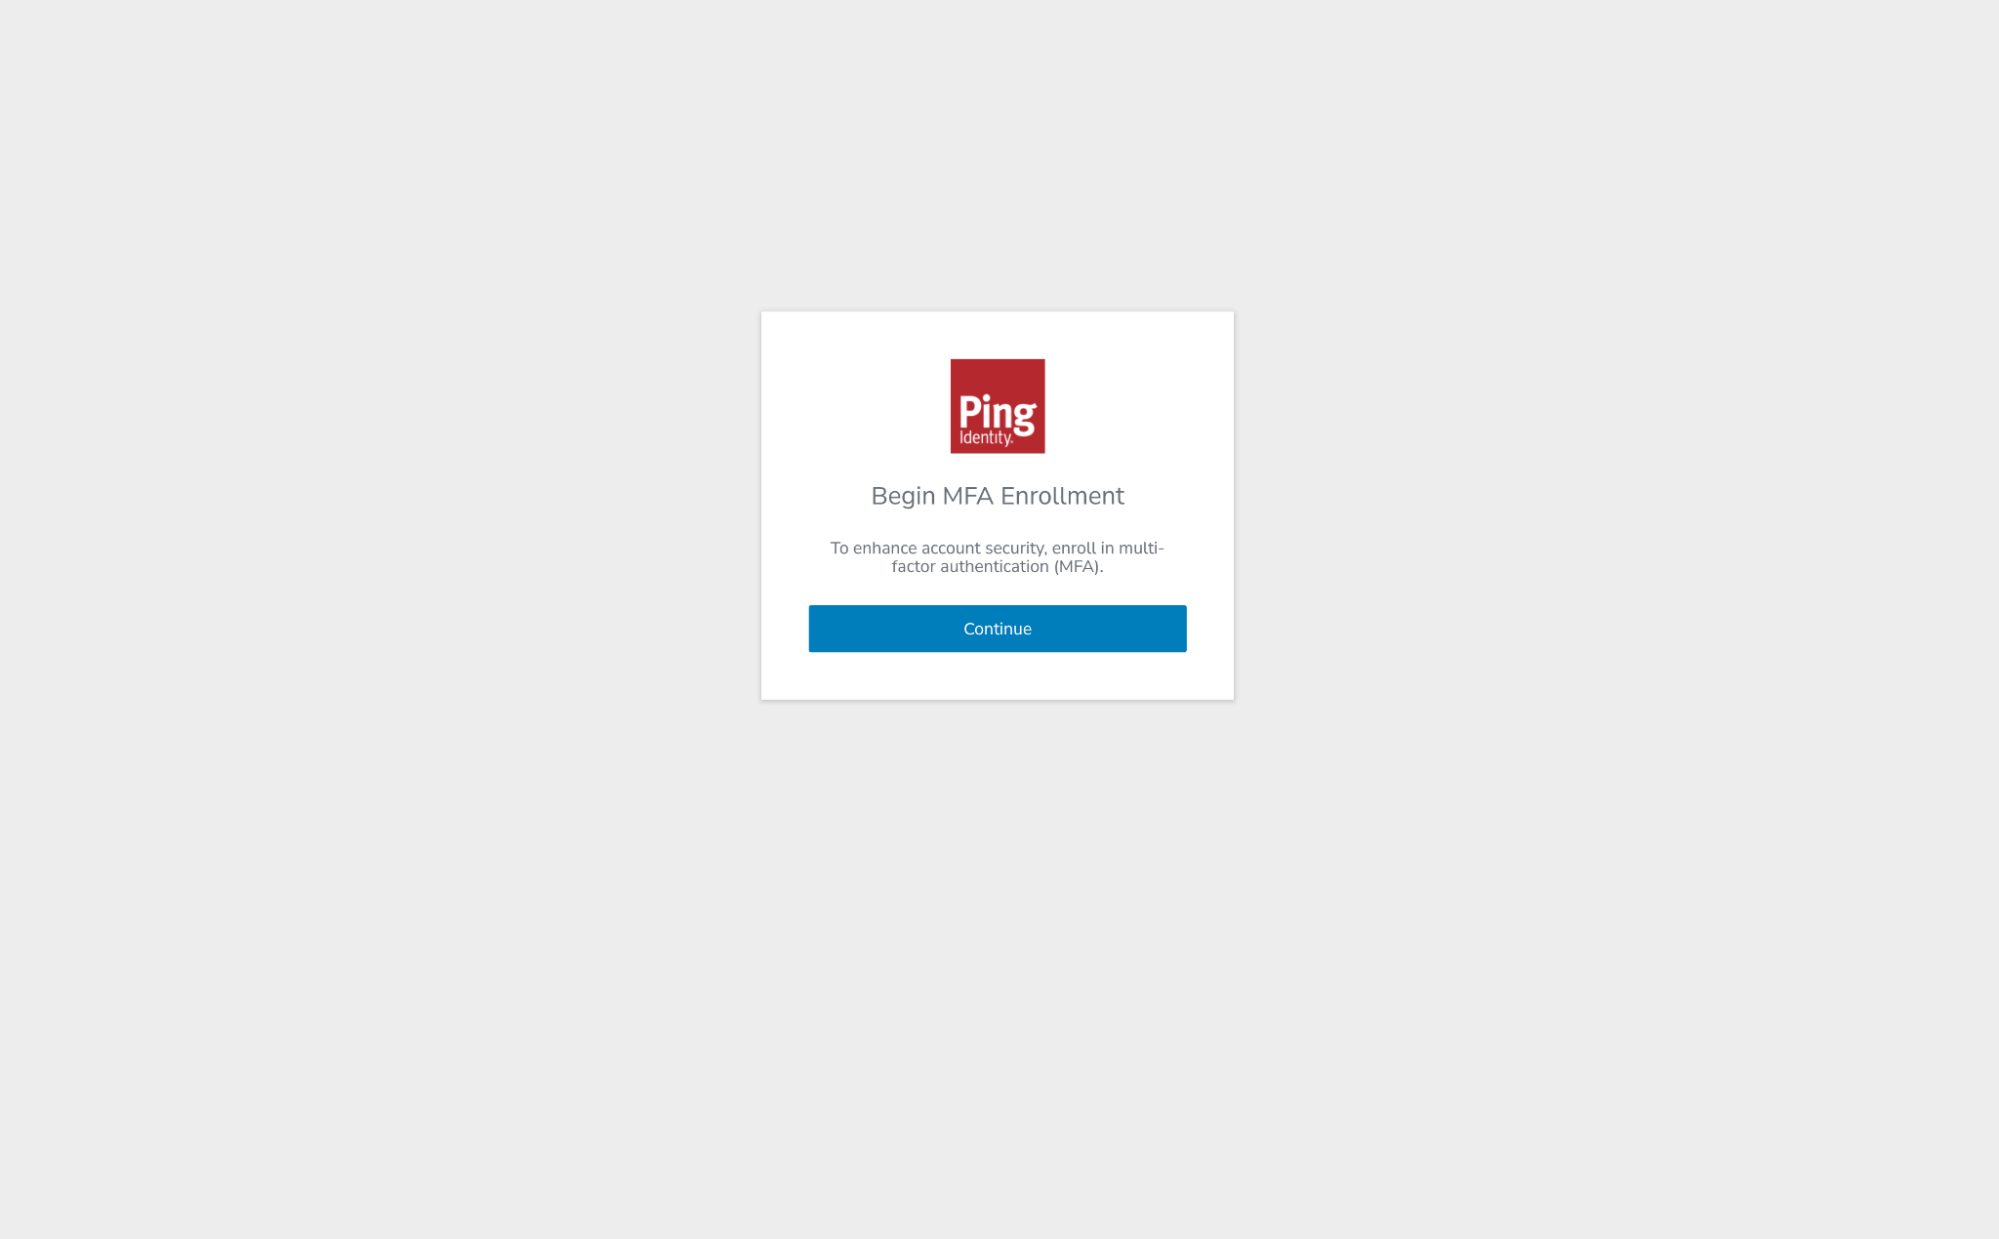 Ping
Identity.
Begin MFA Enrollment
To enhance account security, enroll in multi-
factor authentication (MFA).
Continue